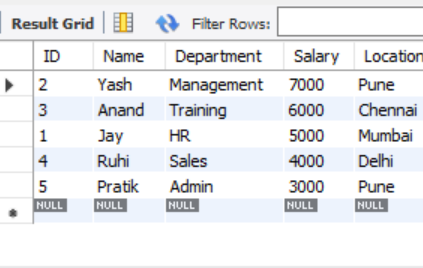 Result Grid Filter Rows:
ID Name Department Salary Location
2 Yash Management 7000 Pune
3 Anand Training 6000 Chennai
1 Jay HR 5000 Mumbai
4 Ruhi Sales 4000 Delhi
5 Pratik Admin 3000 Pune
NULL NULL NULL NULL NULL